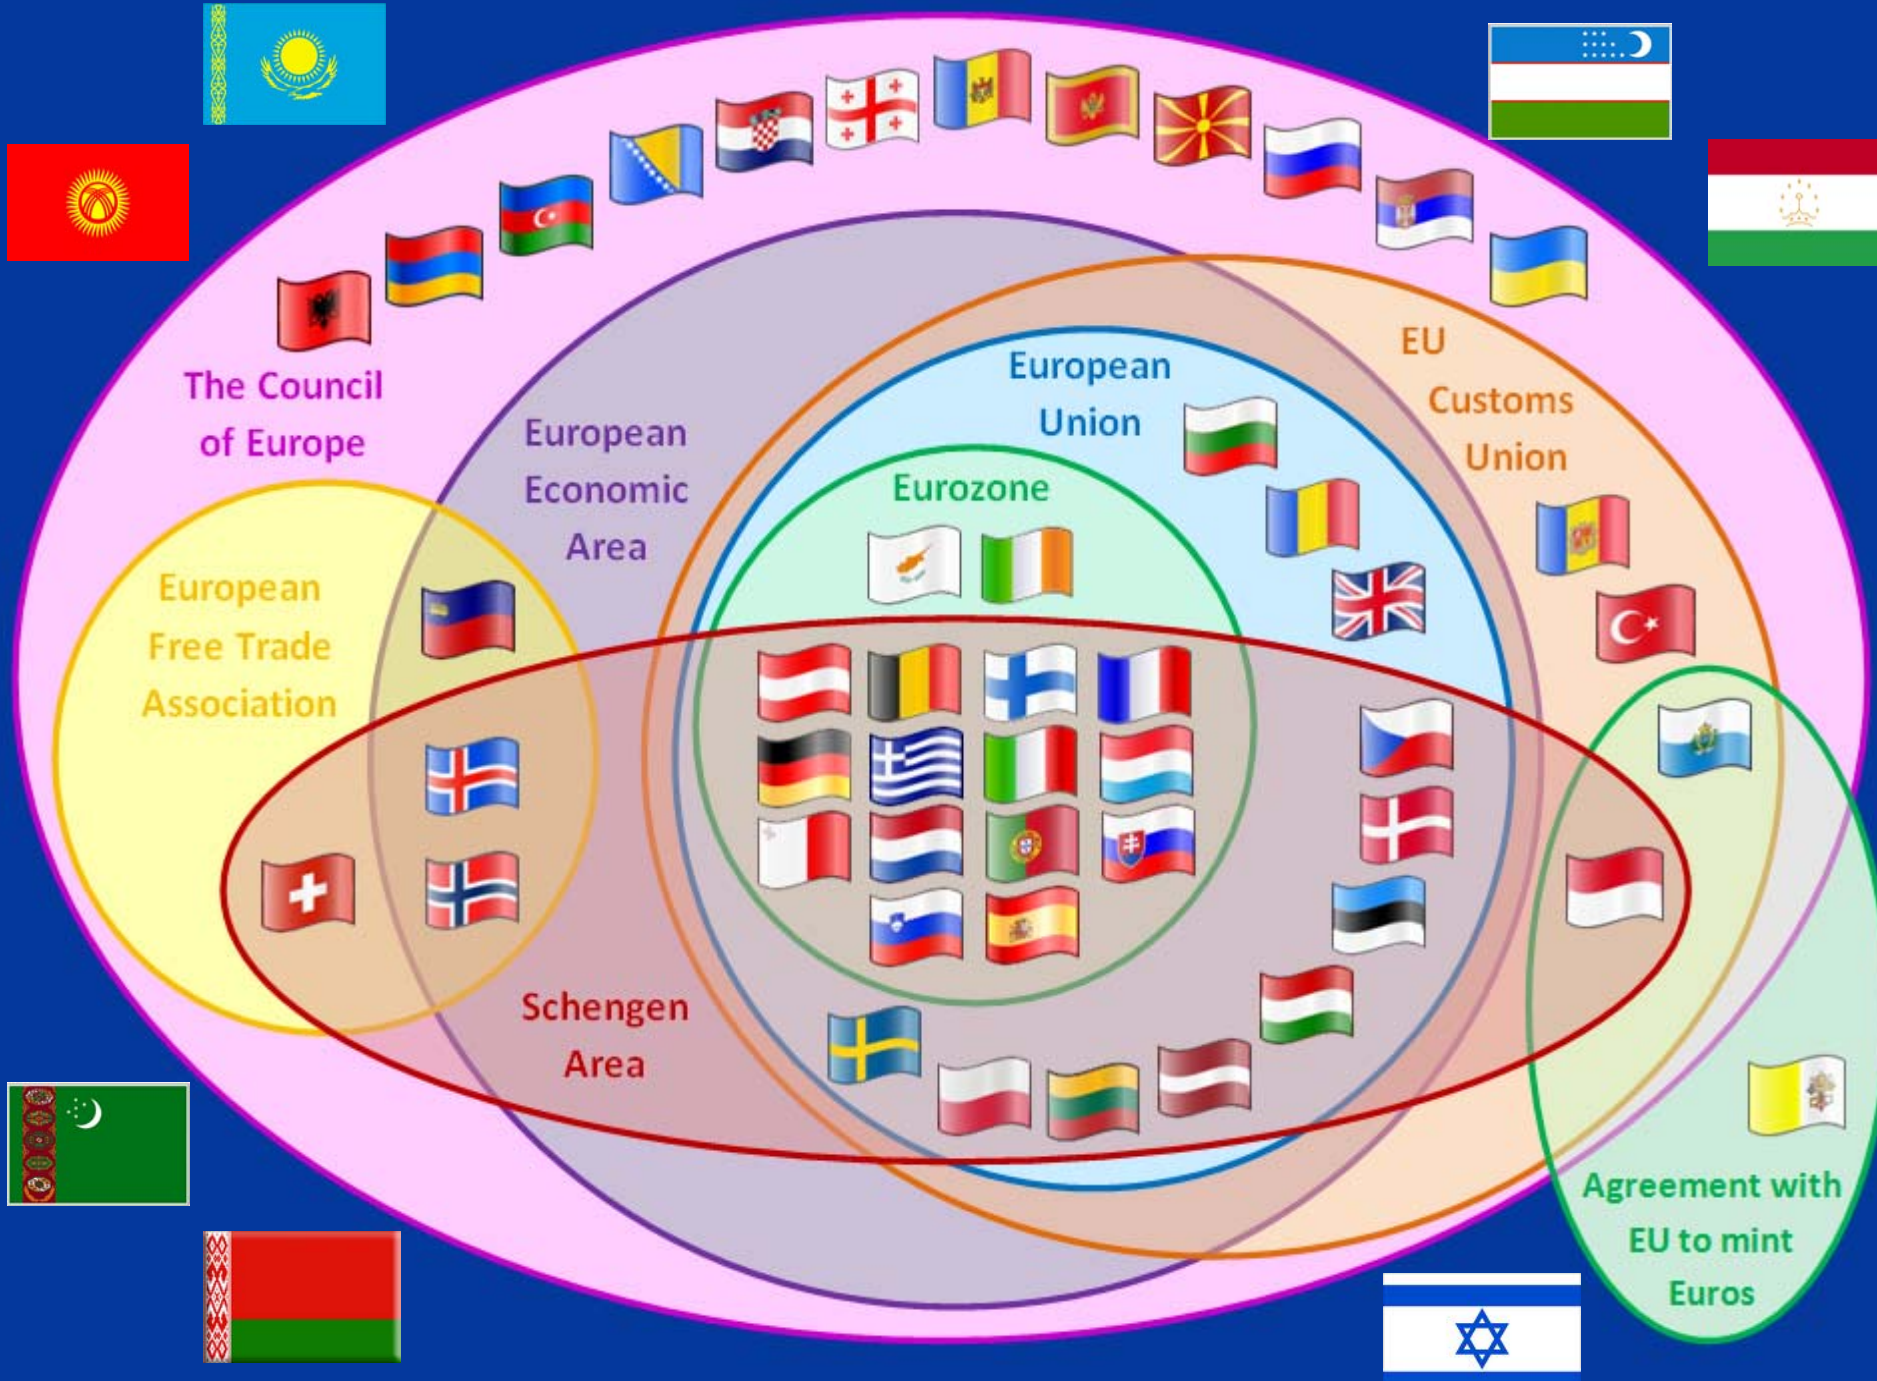 The Council
of Europe
European
Economic
Area
European
Union
EU
Customs
Union
Eurozone
European
Free Trade
Association
Schengen
Area
Agreement with
EU to mint
Euros